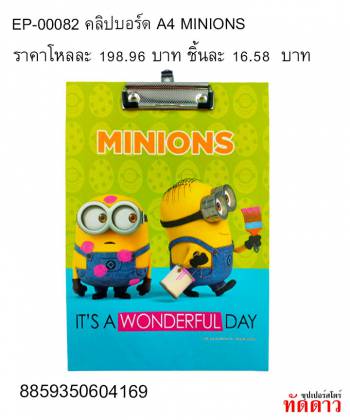 EP-00082 คลิปบอร์ด A4 MINIONS
ราคาโหลละ 198.96 บาท ชิ้นละ 16.58 บาท
MINIONS
IT'S A WONDERFUL DAY
8859350604169
ซุปเปอร์สโตร์
ทัดดาว